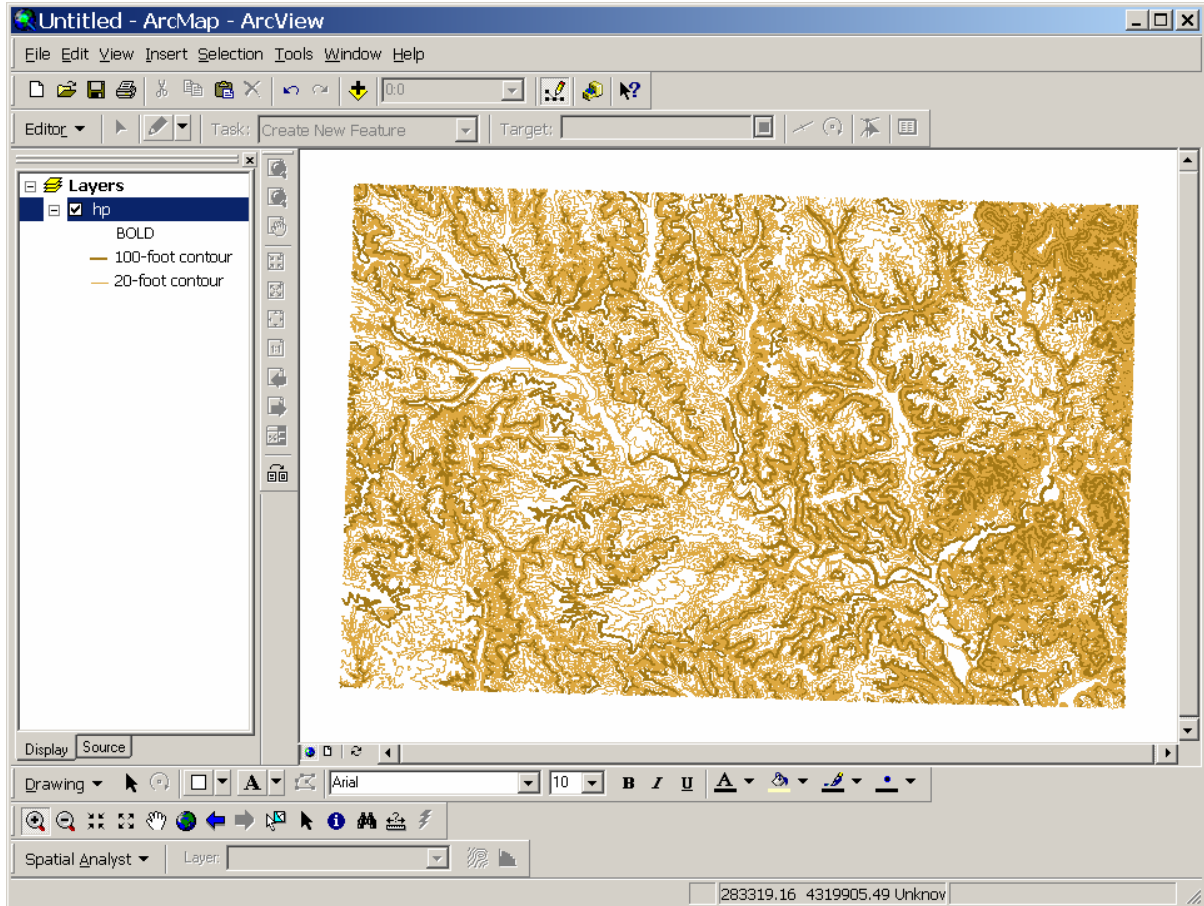 Untitled - ArcMap - ArcView
File Edit View Insert Selection Tools Window Help
0:0
Editor Task: Create New Feature Target:
Layers
hp
BOLD
100-foot contour
20-foot contour
1:1
Display Source
Drawing A Arial 10 B I U A
Spatial Analyst Layer:
283319.16 4319905.49 Unknov